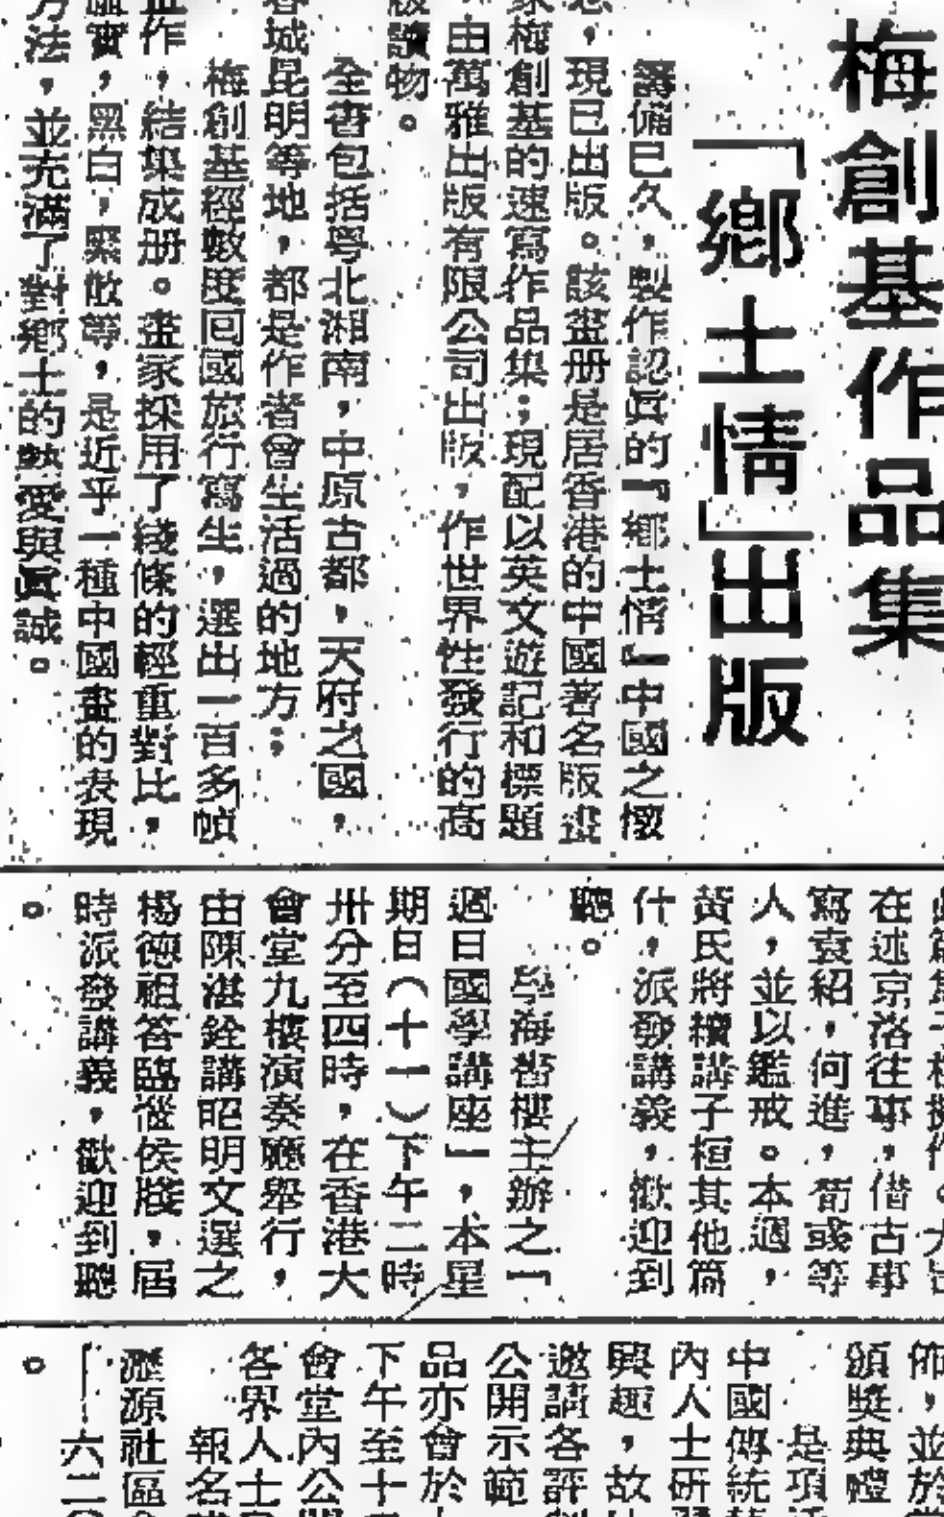 梅創基作品集
「鄉土情」出版
籌備已久，製作認眞的『鄉土情』中國之懷
，現已出版。該畫册是居香港的中國著名版畫
家梅創基的速寫作品集；現配以英文遊記和標題
，由萬雅出版有限公司出版，作世界性發行的高
讀物。
全書包括粤北湘南，中原古都，天府之國，
春城昆明等地，都是作者曾生活過的地方；
梅創基經數度囘國旅行寫生，選出一百多幀
作，結集成册。畫家採用了綫條的輕重對比，
虛實，黑白，聚散等，是近乎一種中國畫的表現
方法，並充滿了對鄉土的熱愛與眞誠。
在述京洛往事，借古事
寫袁紹，何進，荀或等
人，並以鑑戒。本週，
黃氏將續講子桓其他篇
什，派發講義，歡迎到
聽。
學海書樓主辦之「
週日國學講座」，本星
期日（十一）下午二時
卅分至四時，在香港大
會堂九樓演奏廳舉行，
由陳湛銓講昭明文選之
楊德祖答臨淄侯牋，屆
時派發講義，歡迎到聽
。
佈，並於
頒獎典禮
是項
中國傳統
內人士研
興趣，故
邀請各評
公開示範
品亦會於
下午至十
會堂內公
各界人士
報名
瀝源社區
六二
。